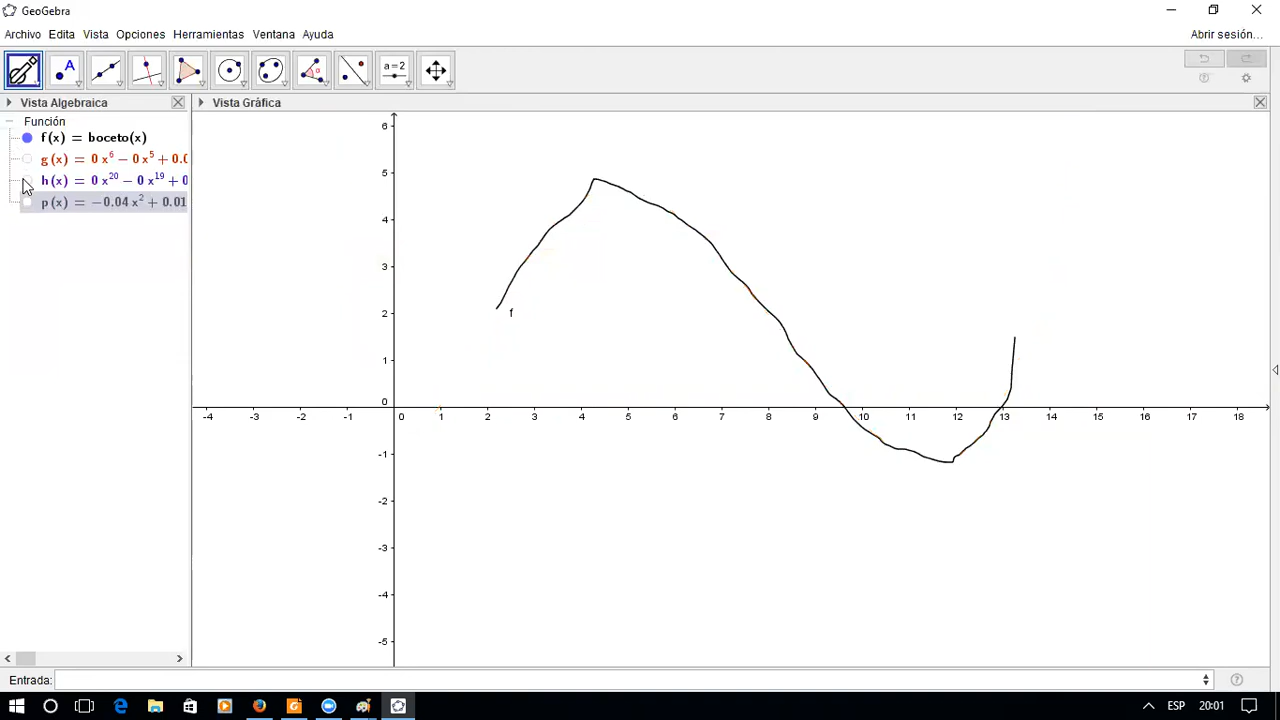 GeoGebra
Archivo Edita Vista Opciones Herramientas Ventana Ayuda Abrir sesión...
A α a = 2
Vista Algebraica Vista Gráfica
Función
f(x) = boceto(x)
g(x) = 0 x⁶ − 0 x⁵ + 0.0
h(x) = 0 x²⁰ − 0 x¹⁹ + 0
p(x) = −0.04 x² + 0.01
6
5
4
3
2
1
0
-1
-2
-3
-4
-5
f
-4 -3 -2 -1 0 1 2 3 4 5 6 7 8 9 10 11 12 13 14 15 16 17 18
Entrada:
ESP 20:01